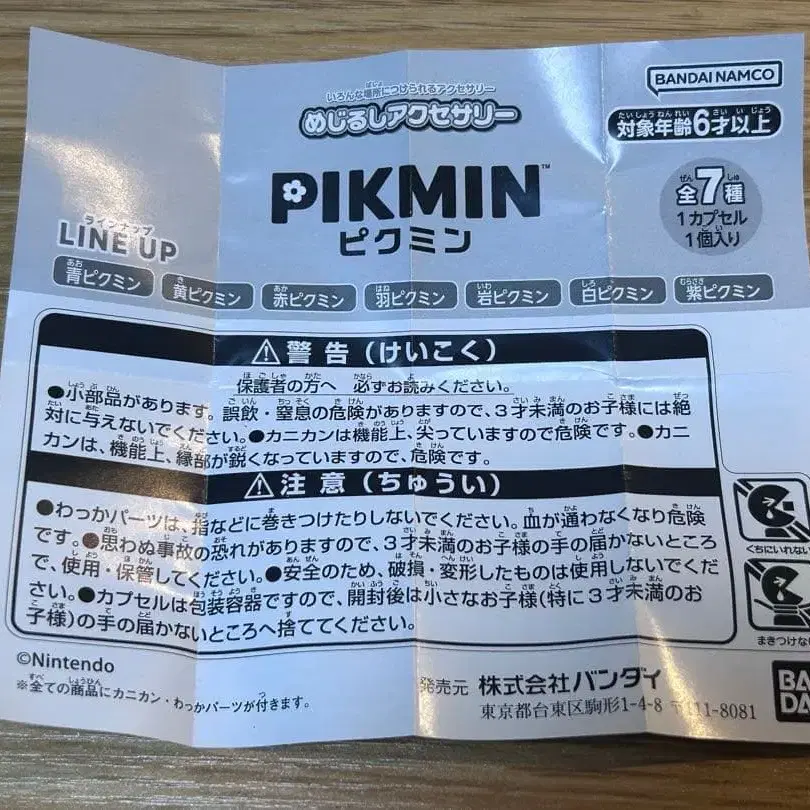 BANDAI NAMCO
いろんな場所につけられるアクセサリー
めじるしアクセサリー
対象年齢6才以上
PIKMIN™
ピクミン
全7種
1カプセル
1個入り
ラインナップ
LINE UP
青ピクミン 黄ピクミン 赤ピクミン 羽ピクミン 岩ピクミン 白ピクミン 紫ピクミン
⚠警告(けいこく)
保護者の方へ 必ずお読みください。
●小部品があります。誤飲・窒息の危険がありますので、3才未満のお子様には絶
対に与えないでください。●カニカンは機能上、尖っていますので危険です。●カニ
カンは、機能上、縁部が鋭くなっていますので、危険です。
⚠注意(ちゅうい)
●わっかパーツは、指などに巻きつけたりしないでください。血が通わなくなり危険
です。●思わぬ事故の恐れがありますので、3才未満のお子様の手の届かないところ
で、使用・保管してください。●安全のため、破損・変形したものは使用しないでくだ
さい。●カプセルは包装容器ですので、開封後は小さなお子様(特に3才未満のお
子様)の手の届かないところへ捨ててください。
くちにいれない
まきつけな
©Nintendo
※全ての商品にカニカン・わっかパーツが付きます。
発売元 株式会社バンダイ
東京都台東区駒形1-4-8 〒111-8081
BA
DA